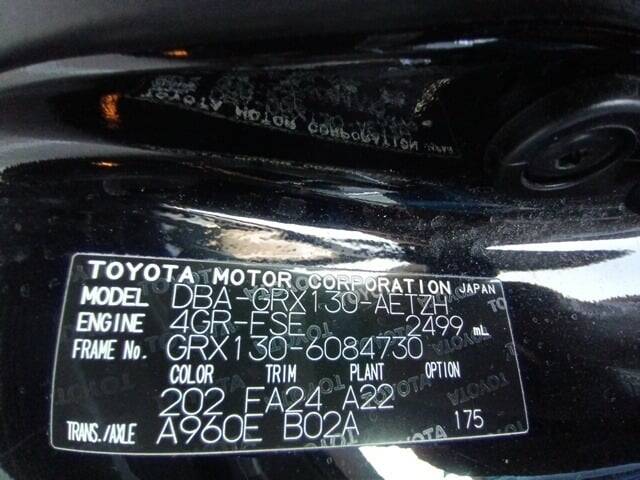 TOYOTA MOTOR CORPORATION JAPAN
MODEL DBA-GRX130-AETZH
ENGINE 4GR-FSE 2499 mL
FRAME No. GRX130-6084730
COLOR TRIM PLANT OPTION
202 FA24 A22
TRANS./AXLE A960E B02A 175